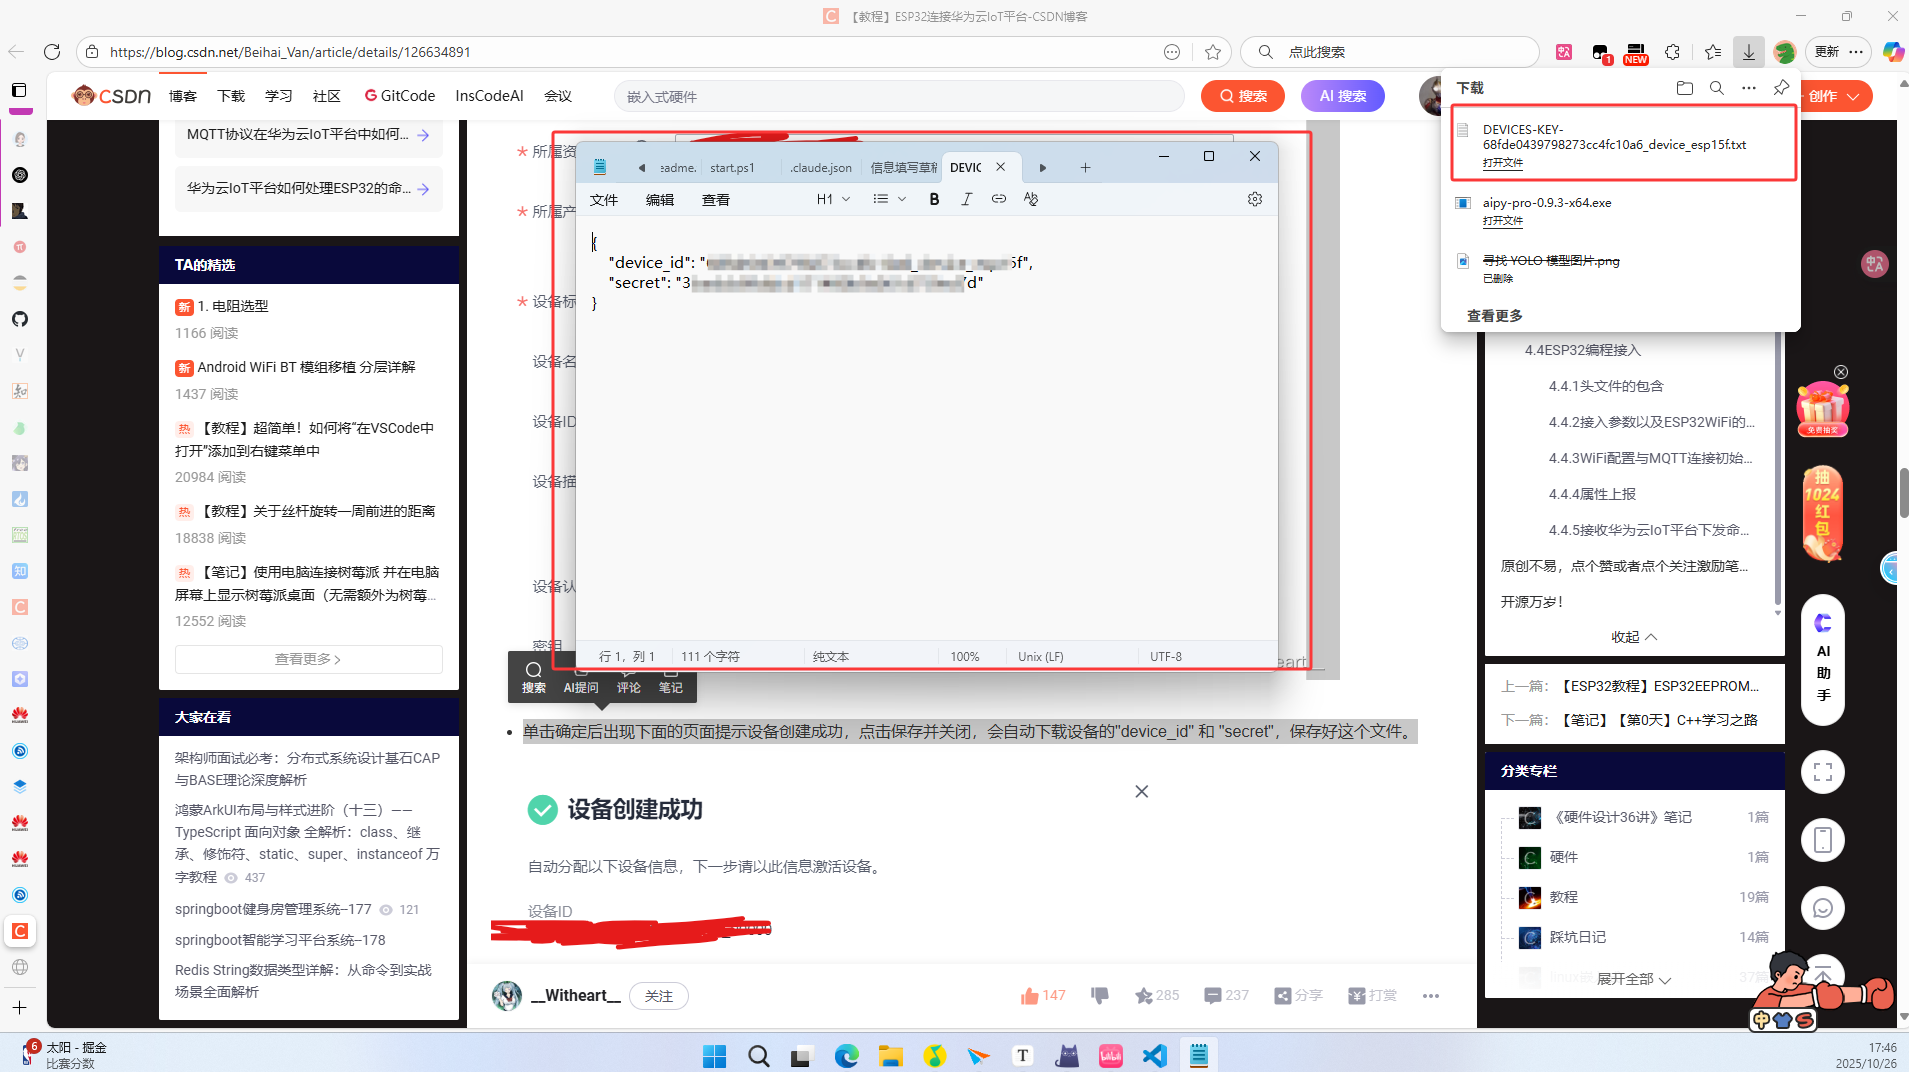 【教程】ESP32连接华为云IoT平台-CSDN博客
https://blog.csdn.net/Beihai_Van/article/details/126634891
点此搜索
1
NEW
更新
CSDN
博客
下载
学习
社区
GitCode
InsCodeAI
会议
嵌入式硬件
搜索
AI 搜索
创作
下载
DEVICES-KEY-
68fde0439798273cc4fc10a6_device_esp15f.txt
打开文件
aipy-pro-0.9.3-x64.exe
打开文件
寻找 YOLO 模型图片.png
已删除
查看更多
MQTT协议在华为云IoT平台中如何...
华为云IoT平台如何处理ESP32的命...
TA的精选
新 1. 电阻选型
1166 阅读
新 Android WiFi BT 模组移植 分层详解
1437 阅读
热 【教程】超简单！如何将“在VSCode中
打开”添加到右键菜单中
20984 阅读
热 【教程】关于丝杆旋转一周前进的距离
18838 阅读
热 【笔记】使用电脑连接树莓派 并在电脑
屏幕上显示树莓派桌面（无需额外为树莓...
12552 阅读
查看更多
大家在看
架构师面试必考：分布式系统设计基石CAP
与BASE理论深度解析
鸿蒙ArkUI布局与样式进阶（十三）——
TypeScript 面向对象 全解析：class、继
承、修饰符、static、super、instanceof 万
字教程 437
springboot健身房管理系统--177 121
springboot智能学习平台系统--178
Redis String数据类型详解：从命令到实战
场景全面解析
* 所属资
* 所属产
* 设备标
设备名
设备ID
设备描
设备认
密钥
eadme.
start.ps1
.claude.json
信息填写草稿
DEVIC
文件
编辑
查看
H1
B
I
{
"device_id": "
5f",
"secret": "3
7d"
}
行 1，列 1
111 个字符
纯文本
100%
Unix (LF)
UTF-8
eart
搜索
AI提问
评论
笔记
单击确定后出现下面的页面提示设备创建成功，点击保存并关闭，会自动下载设备的"device_id" 和 "secret"，保存好这个文件。
设备创建成功
自动分配以下设备信息，下一步请以此信息激活设备。
设备ID
__Witheart__
关注
147
285
237
分享
打赏
4.4ESP32编程接入
4.4.1头文件的包含
4.4.2接入参数以及ESP32WiFi的...
4.4.3WiFi配置与MQTT连接初始...
4.4.4属性上报
4.4.5接收华为云IoT平台下发命...
原创不易，点个赞或者点个关注激励笔...
开源万岁！
收起
上一篇： 【ESP32教程】ESP32EEPROM...
下一篇： 【笔记】【第0天】C++学习之路
分类专栏
《硬件设计36讲》笔记 1篇
硬件 1篇
教程 19篇
踩坑日记 14篇
linux嵌 37篇
展开全部
免费抽奖
抽
1024
红
包
AI
助
手
中
S
6
太阳 - 掘金
比赛分数
17:46
2025/10/26